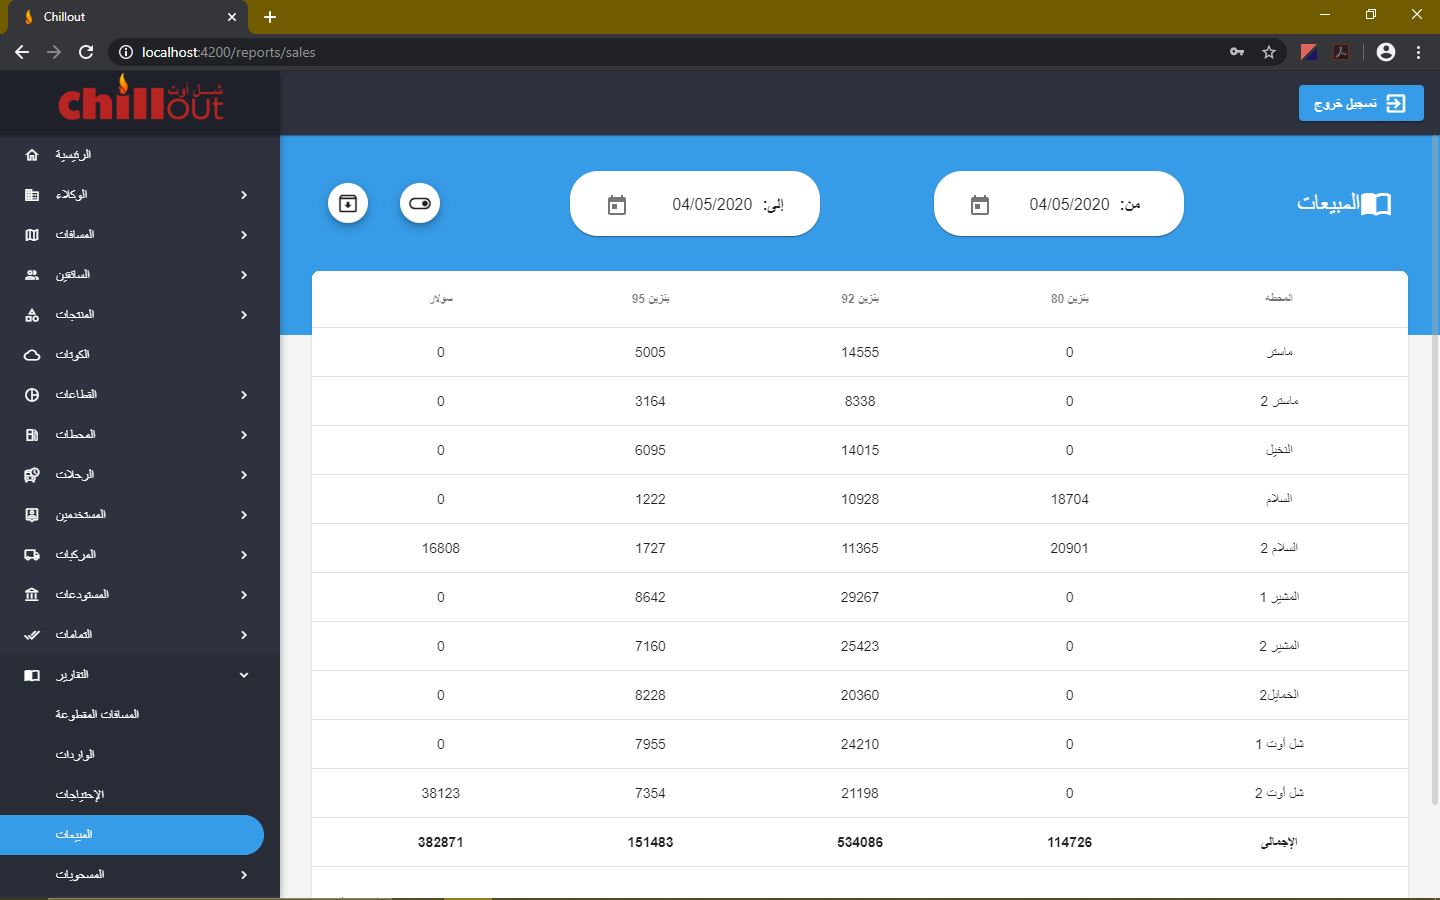 Chillout
localhost:4200/reports/sales
شـــل أوت
chillout
تسجيل خروج
الرئيسية
الوكلاء
المسافات
السائقين
المنتجات
الكوتات
القطاعات
المحطات
الرحلات
المستخدمين
المركبات
المستودعات
التمامات
التقارير
المسافات المقطوعة
الواردات
الإحتياجات
المبيعات
المسحوبات
المبيعات
من: 04/05/2020
إلى: 04/05/2020
المحطه بنزين 80 بنزين 92 بنزين 95 سولار
ماستر 0 14555 5005 0
ماستر 2 0 8338 3164 0
النخيل 0 14015 6095 0
السلام 18704 10928 1222 0
السلام 2 20901 11365 1727 16808
المشير 1 0 29267 8642 0
المشير 2 0 25423 7160 0
الخمايل2 0 20360 8228 0
شل أوت 1 0 24210 7955 0
شل أوت 2 0 21198 7354 38123
الإجمالى 114726 534086 151483 382871